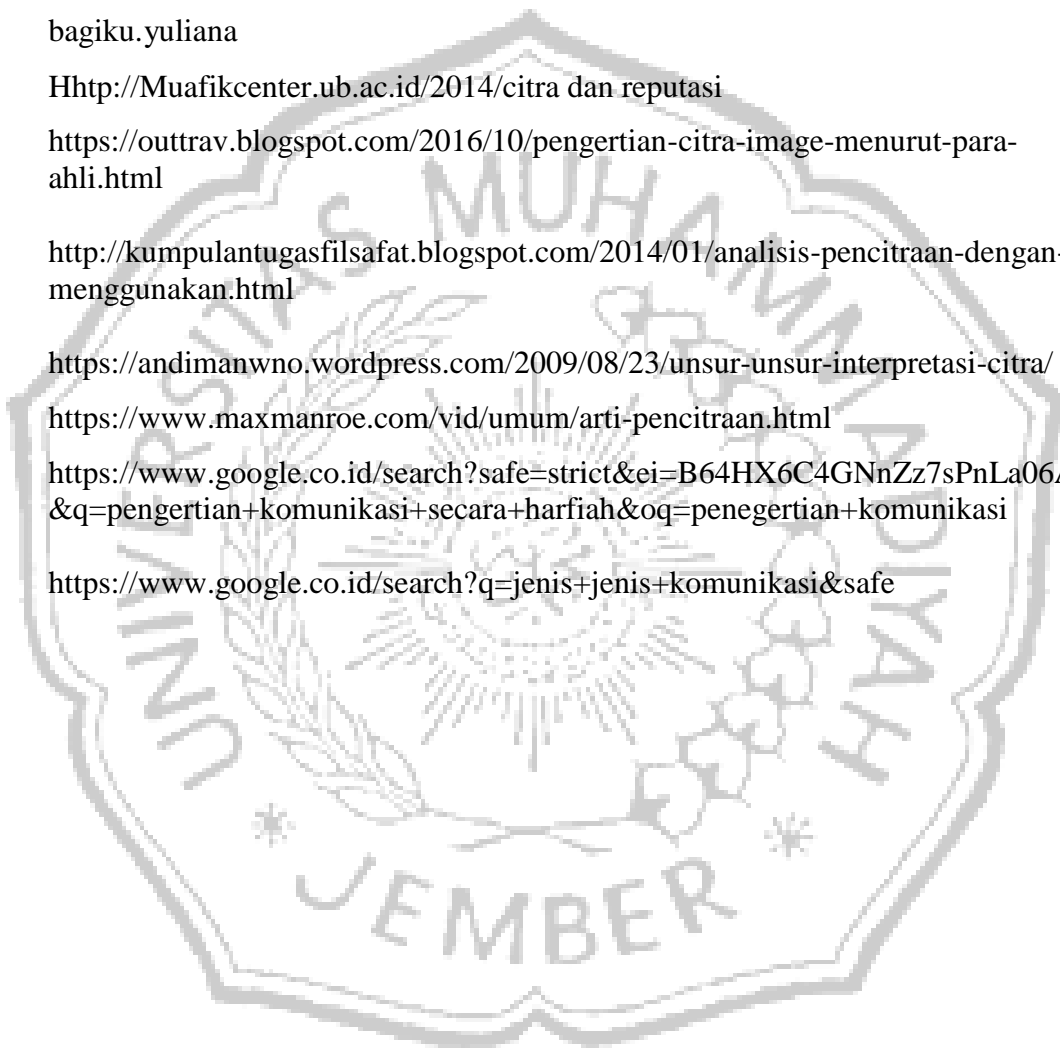 bagiku.yuliana
Hhtp://Muafikcenter.ub.ac.id/2014/citra dan reputasi
https://outtrav.blogspot.com/2016/10/pengertian-citra-image-menurut-para-
ahli.html
http://kumpulantugasfilsafat.blogspot.com/2014/01/analisis-pencitraan-dengan-
menggunakan.html
https://andimanwno.wordpress.com/2009/08/23/unsur-unsur-interpretasi-citra/
https://www.maxmanroe.com/vid/umum/arti-pencitraan.html
https://www.google.co.id/search?safe=strict&ei=B64HX6C4GNnZz7sPnLa06A
&q=pengertian+komunikasi+secara+harfiah&oq=penegertian+komunikasi
https://www.google.co.id/search?q=jenis+jenis+komunikasi&safe
UNIVERSITAS MUHAMMADIYAH
JEMBER